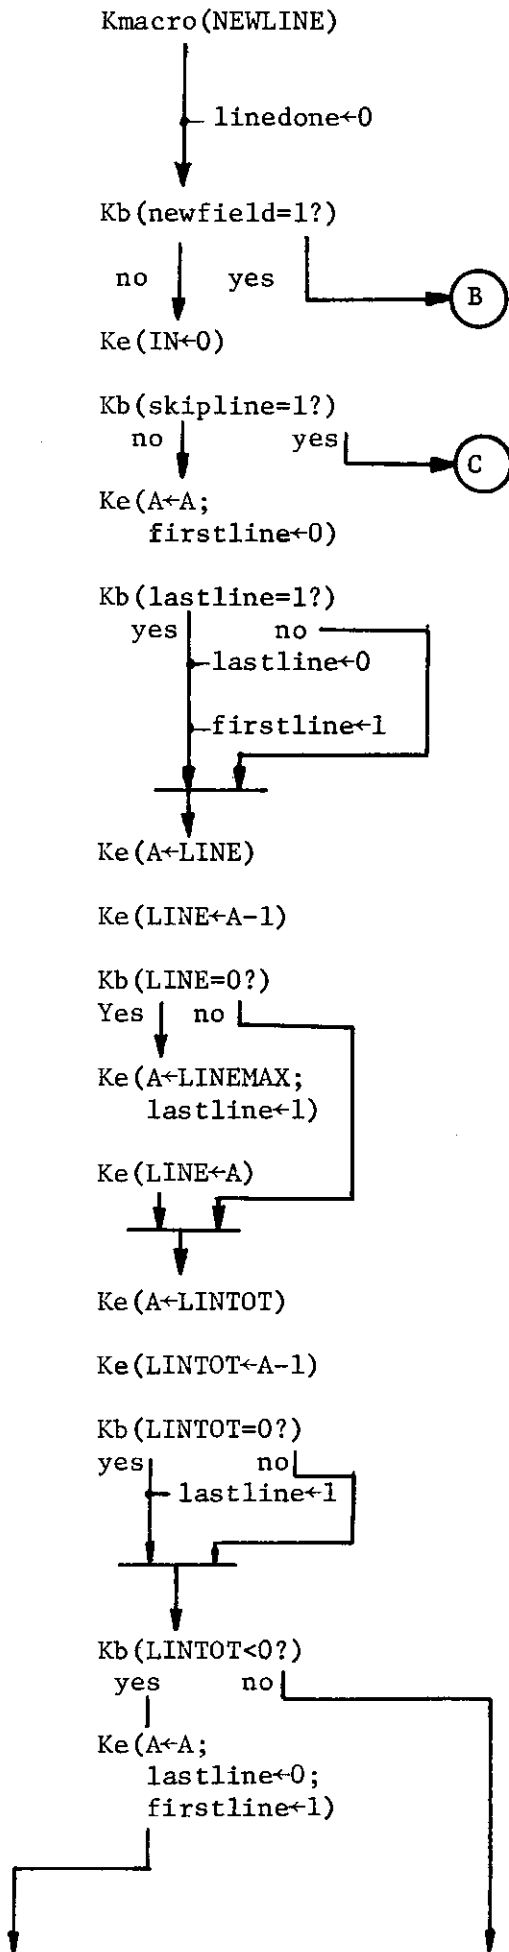 Kmacro(NEWLINE)
linedone←0
Kb(newfield=1?)
no yes
B
Ke(IN←0)
Kb(skipline=1?)
no yes
C
Ke(A←A;
firstline←0)
Kb(lastline=1?)
yes no
lastline←0
firstline←1
Ke(A←LINE)
Ke(LINE←A-1)
Kb(LINE=0?)
Yes no
Ke(A←LINEMAX;
lastline←1)
Ke(LINE←A)
Ke(A←LINTOT)
Ke(LINTOT←A-1)
Kb(LINTOT=0?)
yes no
lastline←1
Kb(LINTOT<0?)
yes no
Ke(A←A;
lastline←0;
firstline←1)